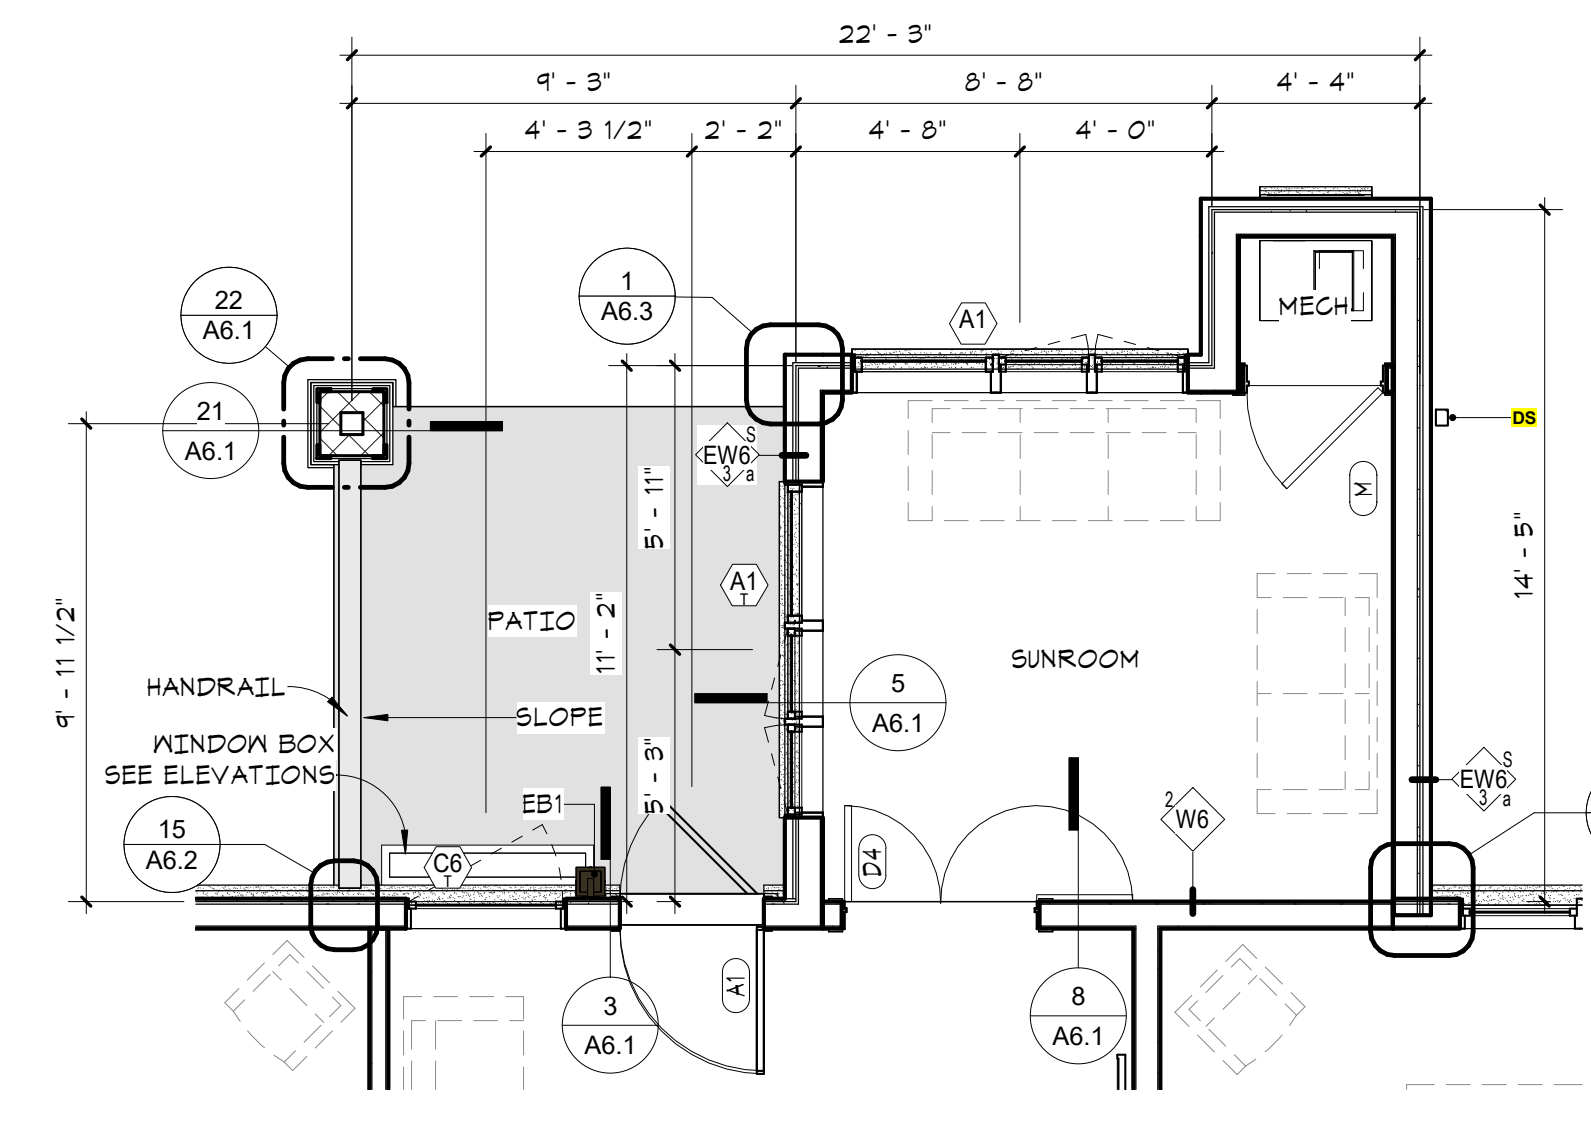 22' - 3"
9' - 3"
8' - 8"
4' - 4"
4' - 3 1/2"
2' - 2"
4' - 8"
4' - 0"
22
A6.1
1
A6.3
A1
MECH
21
A6.1
DS
S
EW6
3 a
M
5' - 11"
14' - 5"
A1
T
9' - 11 1/2"
PATIO
11' - 2"
SUNROOM
HANDRAIL
SLOPE
5
A6.1
WINDOW BOX
SEE ELEVATIONS
5' - 3"
EB1
S
EW6
3 a
2
W6
15
A6.2
C6
T
D4
A1
3
A6.1
8
A6.1